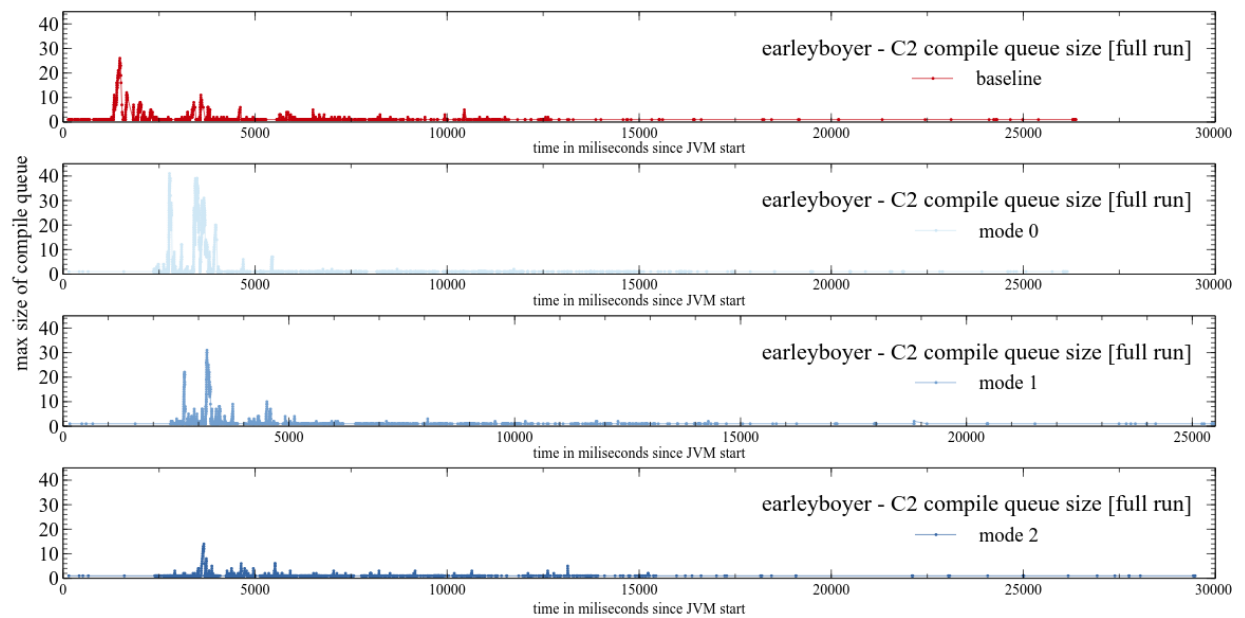 40
30
20
10
0
earleyboyer - C2 compile queue size [full run]
baseline
0 5000 10000 15000 20000 25000 30000
time in miliseconds since JVM start
max size of compile queue
40
30
20
10
0
earleyboyer - C2 compile queue size [full run]
mode 0
0 5000 10000 15000 20000 25000 30000
time in miliseconds since JVM start
40
30
20
10
0
earleyboyer - C2 compile queue size [full run]
mode 1
0 5000 10000 15000 20000 25000
time in miliseconds since JVM start
40
30
20
10
0
earleyboyer - C2 compile queue size [full run]
mode 2
0 5000 10000 15000 20000 25000 30000
time in miliseconds since JVM start